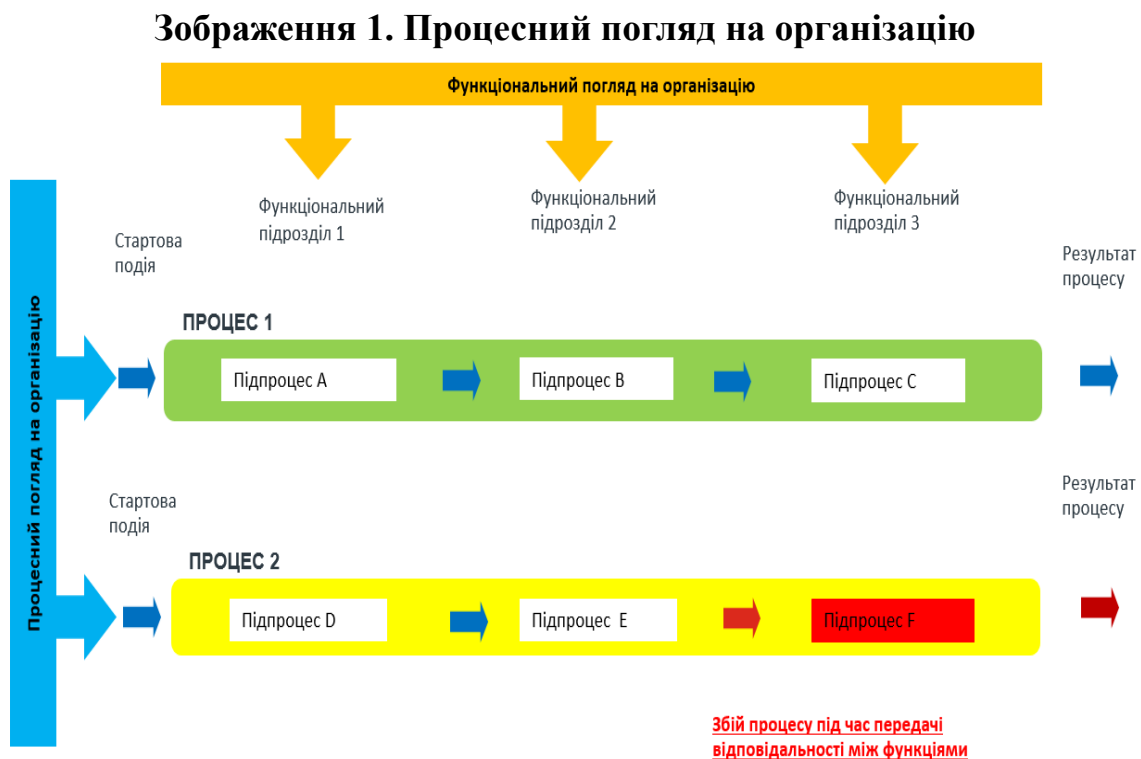 Зображення 1. Процесний погляд на організацію
Функціональний погляд на організацію
Функціональний
підрозділ 1
Функціональний
підрозділ 2
Функціональний
підрозділ 3
Процесний погляд на організацію
Стартова
подія
Результат
процесу
ПРОЦЕС 1
Підпроцес A
Підпроцес B
Підпроцес C
Стартова
подія
Результат
процесу
ПРОЦЕС 2
Підпроцес D
Підпроцес E
Підпроцес F
Збій процесу під час передачі
відповідальності між функціями